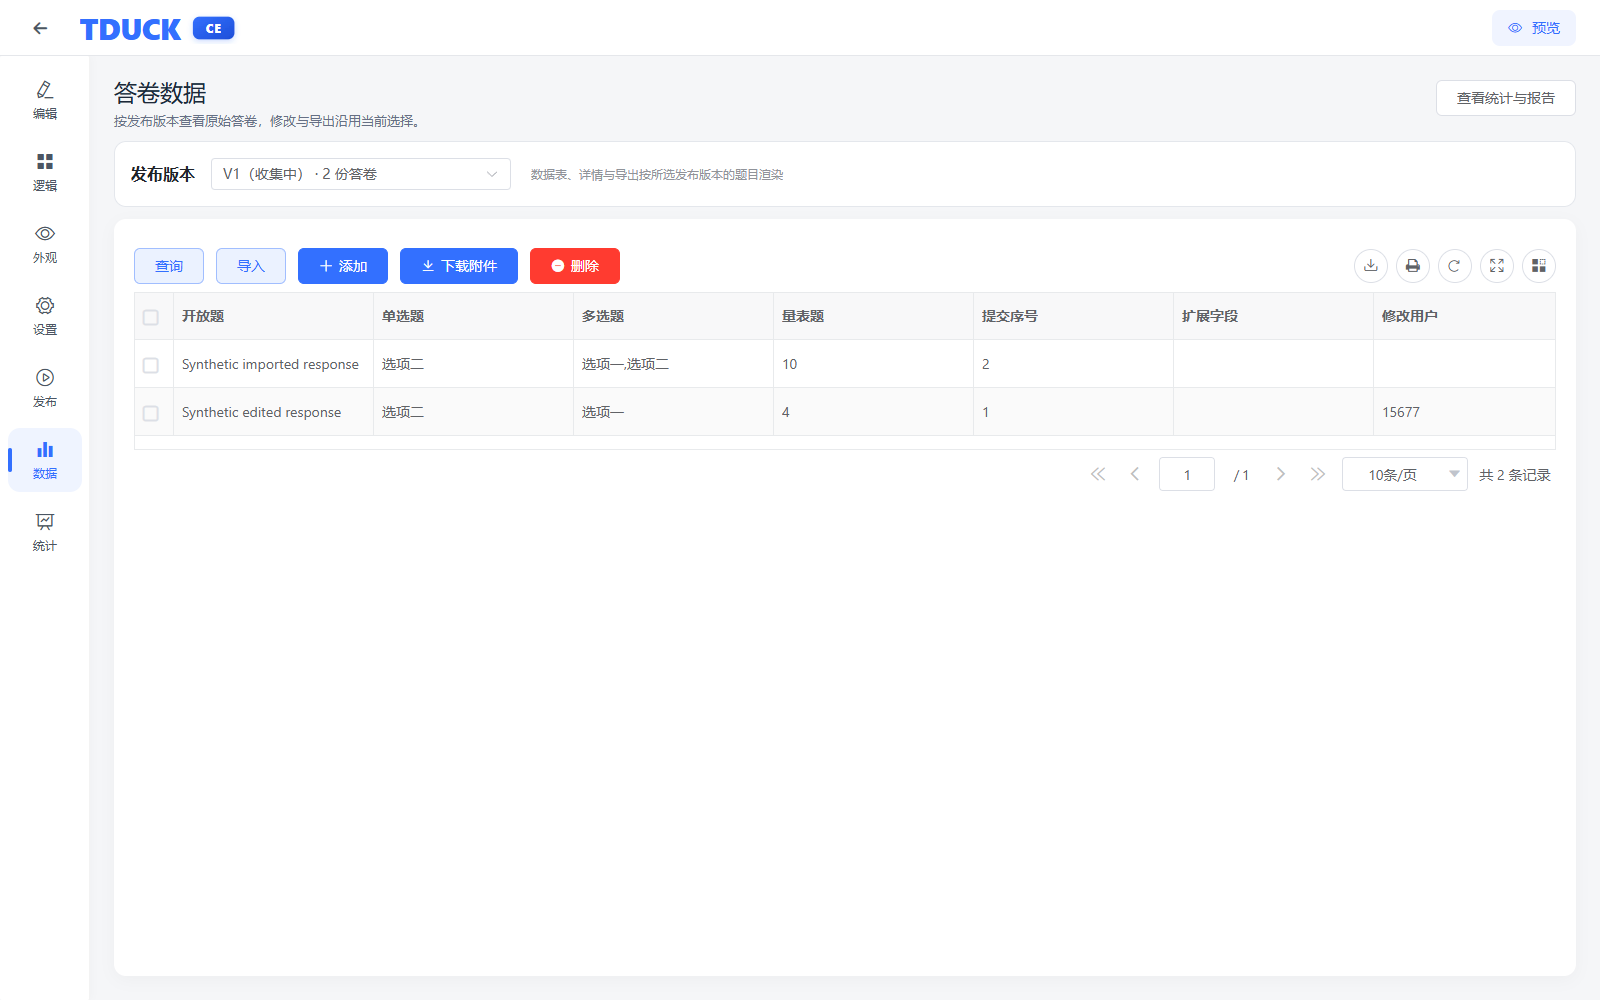 TDUCK CE
预览
编辑
逻辑
外观
设置
发布
数据
统计
答卷数据
按发布版本查看原始答卷，修改与导出沿用当前选择。
查看统计与报告
发布版本
V1（收集中） · 2 份答卷
数据表、详情与导出按所选发布版本的题目渲染
查询 导入 添加 下载附件 删除
开放题 单选题 多选题 量表题 提交序号 扩展字段 修改用户
Synthetic imported response 选项二 选项一,选项二 10 2
Synthetic edited response 选项二 选项一 4 1 15677
1 / 1 10条/页 共 2 条记录